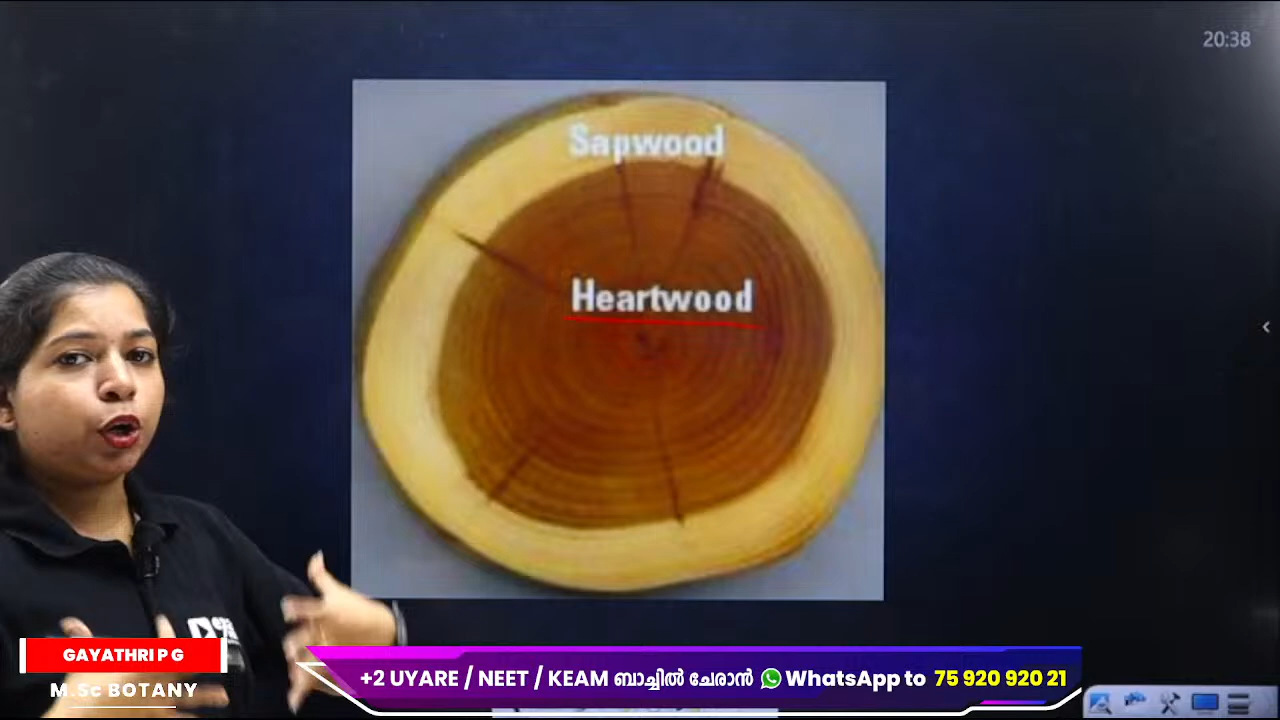 20:38
Sapwood
Heartwood
GAYATHRI P G
M.Sc BOTANY
+2 UYARE / NEET / KEAM ബാച്ചിൽ ചേരാൻ WhatsApp to 75 920 920 21